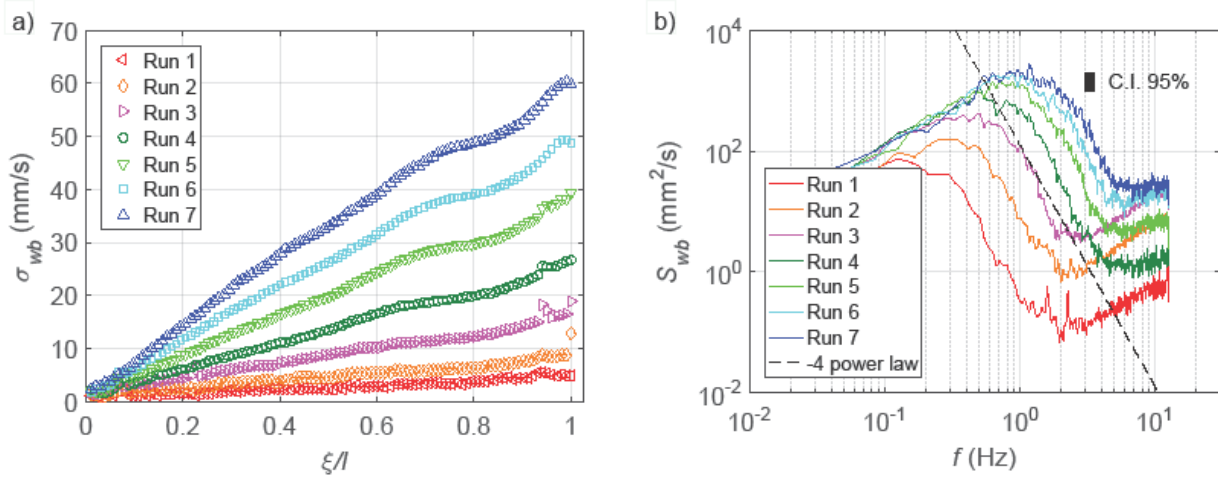 a)
70
60
50
40
30
20
10
0
σwb (mm/s)
Run 1
Run 2
Run 3
Run 4
Run 5
Run 6
Run 7
0 0.2 0.4 0.6 0.8 1
ξ/l
b)
10^4
10^2
10^0
10^-2
Swb (mm^2/s)
C.I. 95%
Run 1
Run 2
Run 3
Run 4
Run 5
Run 6
Run 7
-4 power law
10^-2 10^-1 10^0 10^1
f (Hz)